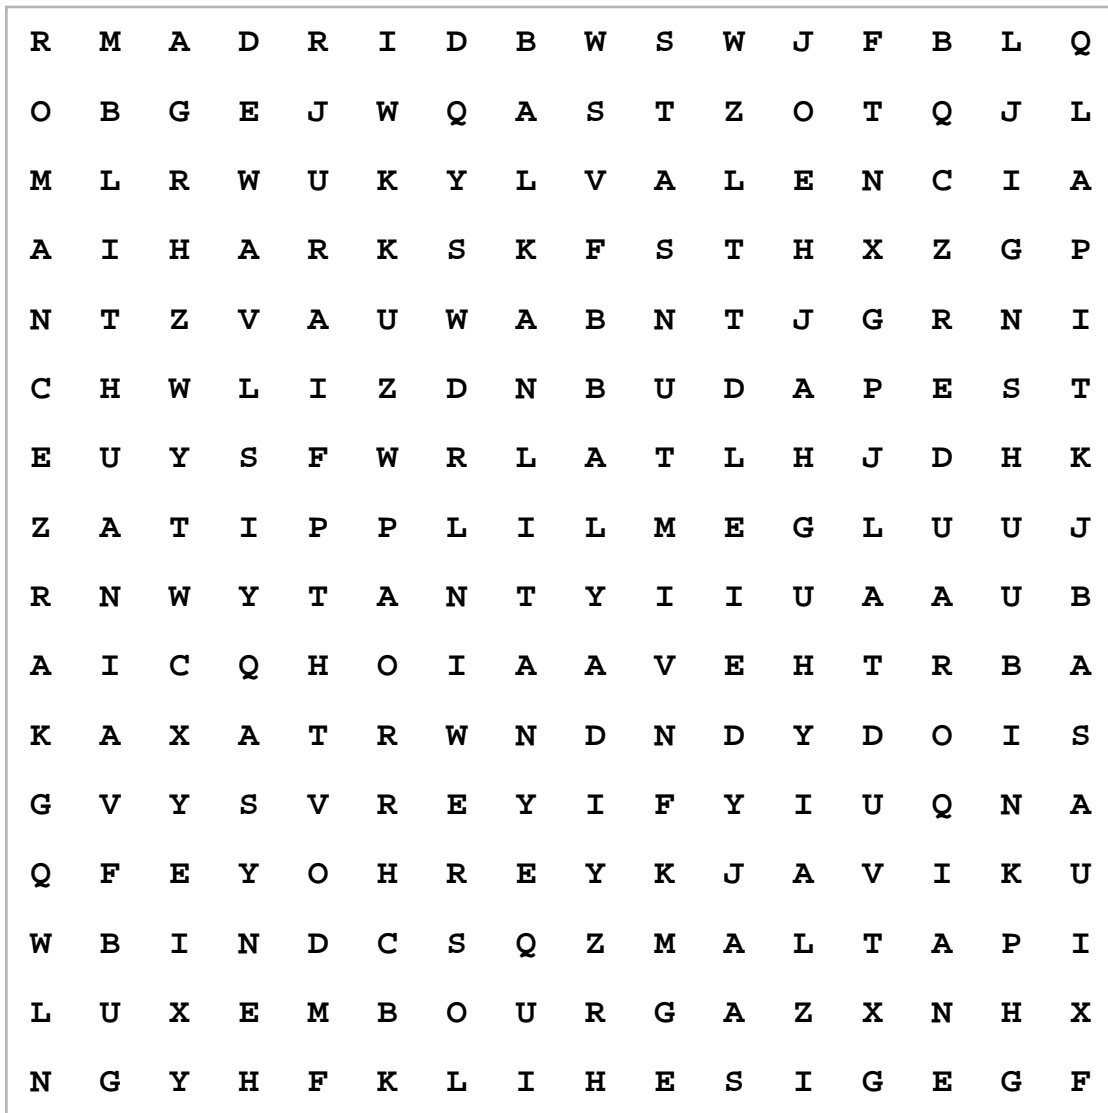 R M A D R I D B W S W J F B L Q
O B G E J W Q A S T Z O T Q J L
M L R W U K Y L V A L E N C I A
A I H A R K S K F S T H X Z G P
N T Z V A U W A B N T J G R N I
C H W L I Z D N B U D A P E S T
E U Y S F W R L A T L H J D H K
Z A T I P P L I L M E G L U U J
R N W Y T A N T Y I I U A A U B
A I C Q H O I A A V E H T R B A
K A X A T R W N D N D Y D O I S
G V Y S V R E Y I F Y I U Q N A
Q F E Y O H R E Y K J A V I K U
W B I N D C S Q Z M A L T A P I
L U X E M B O U R G A Z X N H X
N G Y H F K L I H E S I G E G F